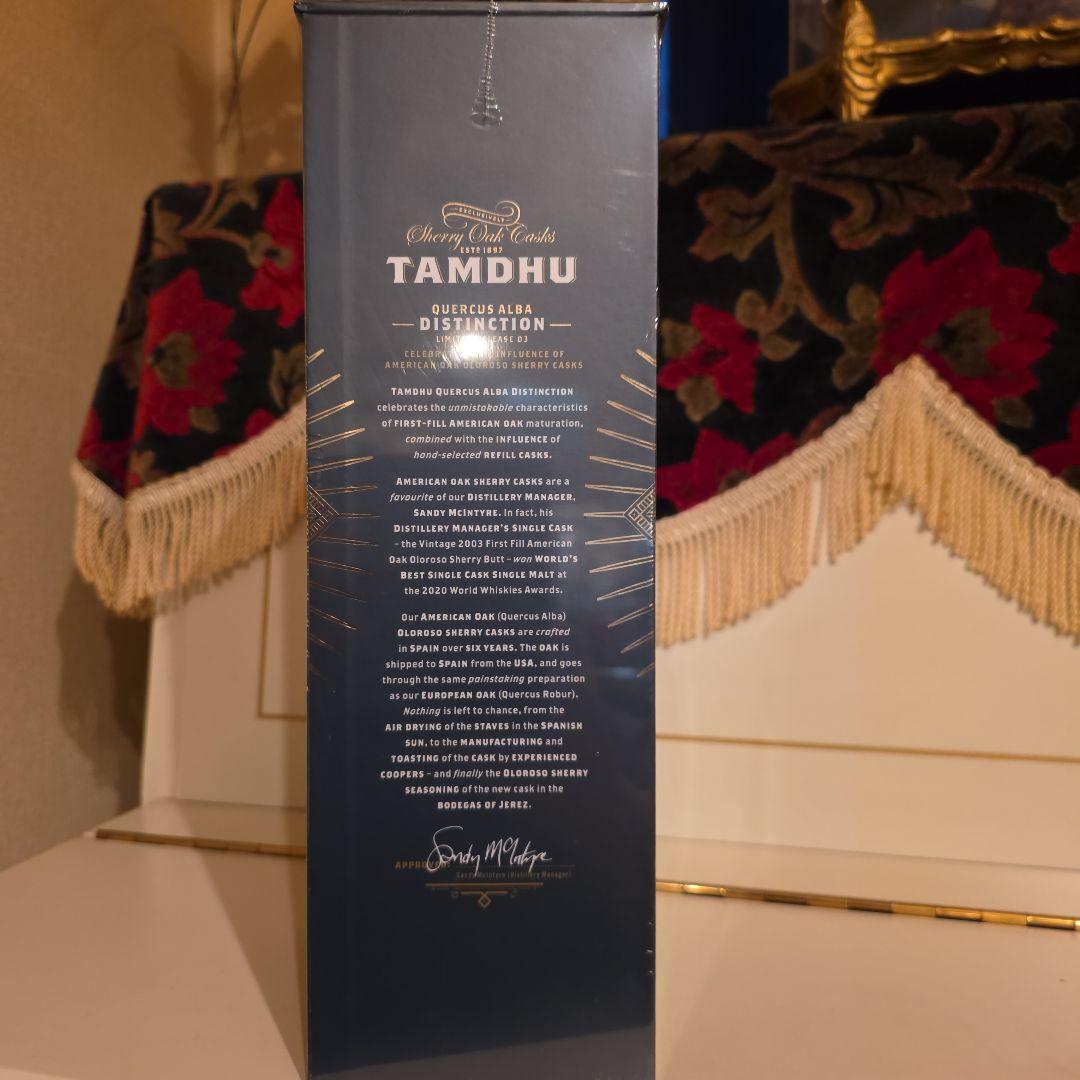 EXCLUSIVELY
Sherry Oak Casks
ESTD 1897
TAMDHU
QUERCUS ALBA
DISTINCTION
RELEASE 03
INFLUENCE OF
AMERICAN OAK OLOROSO SHERRY CASKS
TAMDHU QUERCUS ALBA DISTINCTION
celebrates the unmistakable characteristics
of FIRST-FILL AMERICAN OAK maturation,
combined with the INFLUENCE of
hand-selected REFILL CASKS.
AMERICAN OAK SHERRY CASKS are a
favourite of our DISTILLERY MANAGER,
SANDY MCINTYRE. In fact, his
DISTILLERY MANAGER'S SINGLE CASK
– the Vintage 2003 First Fill American
Oak Oloroso Sherry Butt – won WORLD'S
BEST SINGLE CASK SINGLE MALT at
the 2020 World Whiskies Awards.
Our AMERICAN OAK (Quercus Alba)
OLOROSO SHERRY CASKS are crafted
in SPAIN over SIX YEARS. The OAK is
shipped to SPAIN from the USA, and goes
through the same painstaking preparation
as our EUROPEAN OAK (Quercus Robur).
Nothing is left to chance, from the
AIR DRYING of the STAVES in the SPANISH
SUN, to the MANUFACTURING and
TOASTING of the CASK by EXPERIENCED
COOPERS – and finally the OLOROSO SHERRY
SEASONING of the new cask in the
BODEGAS OF JEREZ.
Sandy McIntyre
APPROVED:
Sandy McIntyre (Distillery Manager)